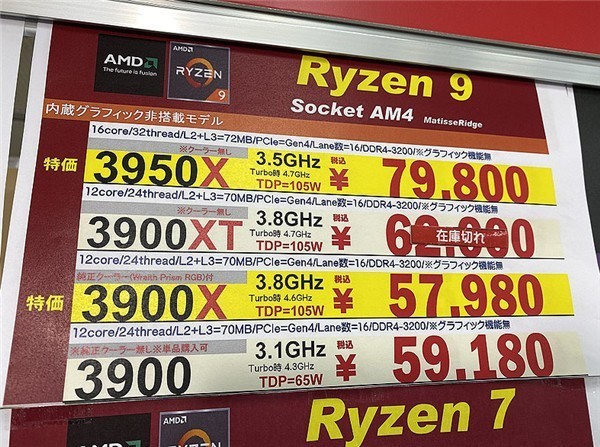 AMD
The future is fusion
AMD
RYZEN
9
Ryzen 9
Socket AM4 MatisseRidge
内蔵グラフィック非搭載モデル
16core/32thread/L2+L3=72MB/PCIe=Gen4/Lane数=16/DDR4-3200/※グラフィック機能無
特価
※クーラー無し
3950X
3.5GHz
Turbo時 4.7GHz
TDP=105W
税込
¥
79,800
12core/24thread/L2+L3=70MB/PCIe=Gen4/Lane数=16/DDR4-3200/※グラフィック機能無
※クーラー無し
3900XT
3.8GHz
Turbo時 4.7GHz
TDP=105W
税込
¥
在庫切れ
12core/24thread/L2+L3=70MB/PCIe=Gen4/Lane数=16/DDR4-3200/※グラフィック機能無
特価
純正クーラー(Wraith Prism RGB)付
3900X
3.8GHz
Turbo時 4.6GHz
TDP=105W
税込
¥
57,980
12core/24thread/L2+L3=70MB/PCIe=Gen4/Lane数=16/DDR4-3200/※グラフィック機能無
※純正クーラー無し※単品購入可
3900
3.1GHz
Turbo時 4.3GHz
TDP=65W
税込
¥
59,180
AMD
AMD
Ryzen 7